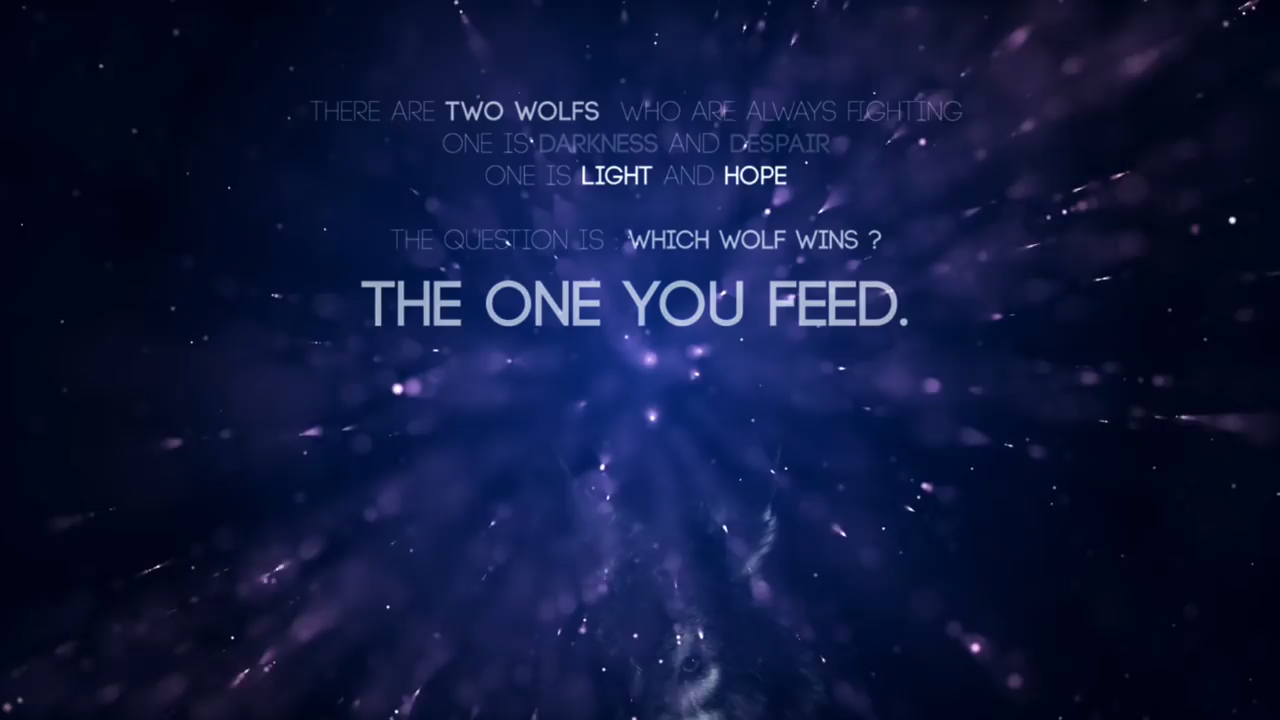 THERE ARE TWO WOLFS WHO ARE ALWAYS FIGHTING
ONE IS DARKNESS AND DESPAIR
ONE IS LIGHT AND HOPE
THE QUESTION IS : WHICH WOLF WINS ?
THE ONE YOU FEED.